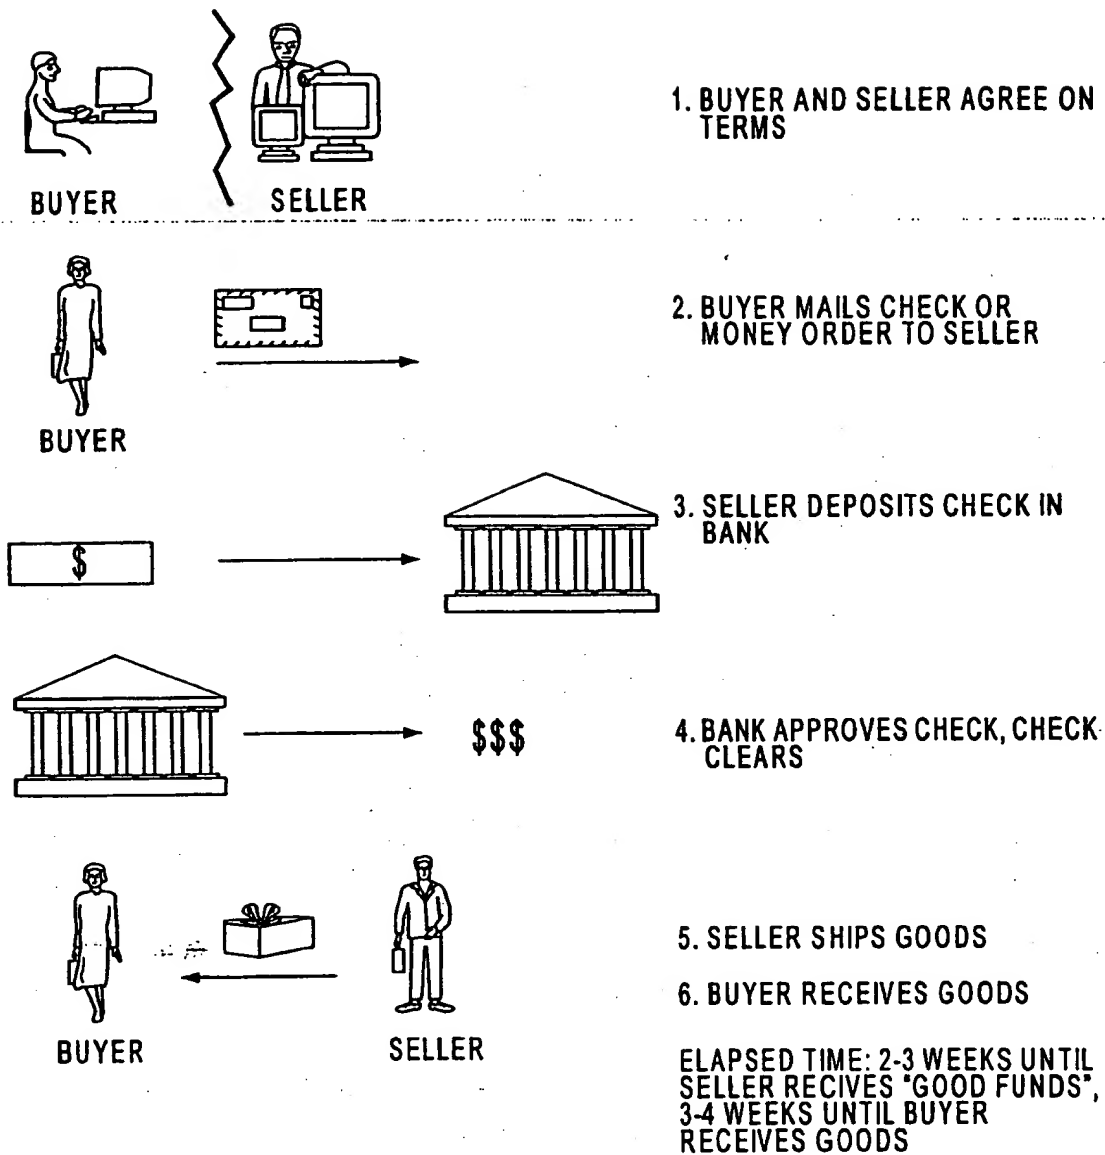 1. BUYER AND SELLER AGREE ON
TERMS
BUYER
SELLER
2. BUYER MAILS CHECK OR
MONEY ORDER TO SELLER
BUYER
3. SELLER DEPOSITS CHECK IN
BANK
$
$$$
4. BANK APPROVES CHECK, CHECK
CLEARS
5. SELLER SHIPS GOODS
6. BUYER RECEIVES GOODS
BUYER
SELLER
ELAPSED TIME: 2-3 WEEKS UNTIL
SELLER RECIVES "GOOD FUNDS",
3-4 WEEKS UNTIL BUYER
RECEIVES GOODS